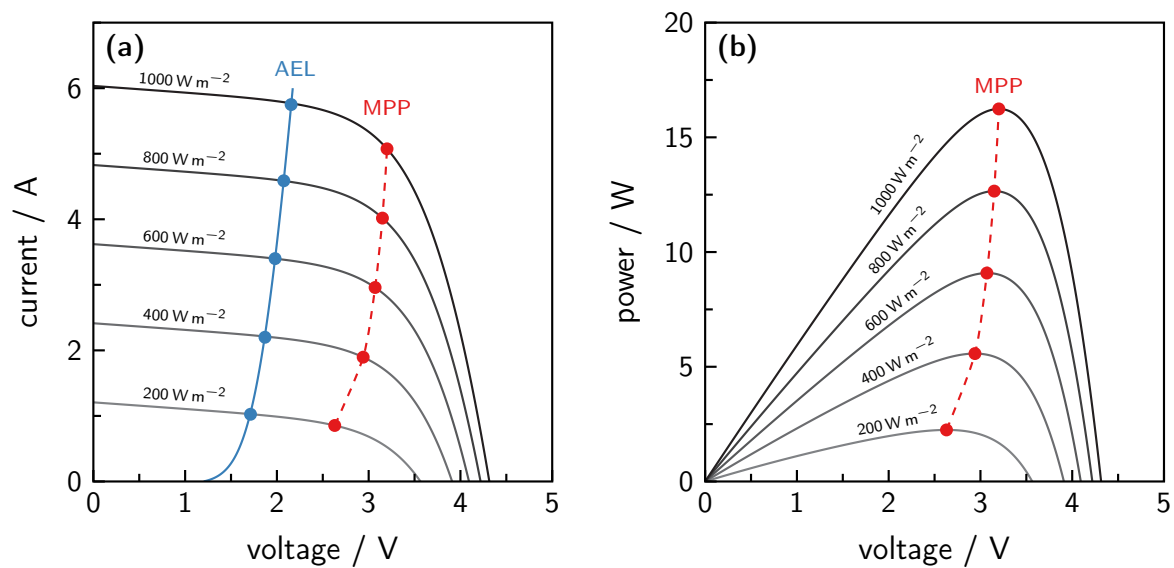 (a)
AEL
MPP
1000 W m−2
800 W m−2
600 W m−2
400 W m−2
200 W m−2
6
4
2
0
0 1 2 3 4 5
current / A
voltage / V
(b)
MPP
1000 W m−2
800 W m−2
600 W m−2
400 W m−2
200 W m−2
20
15
10
5
0
0 1 2 3 4 5
power / W
voltage / V